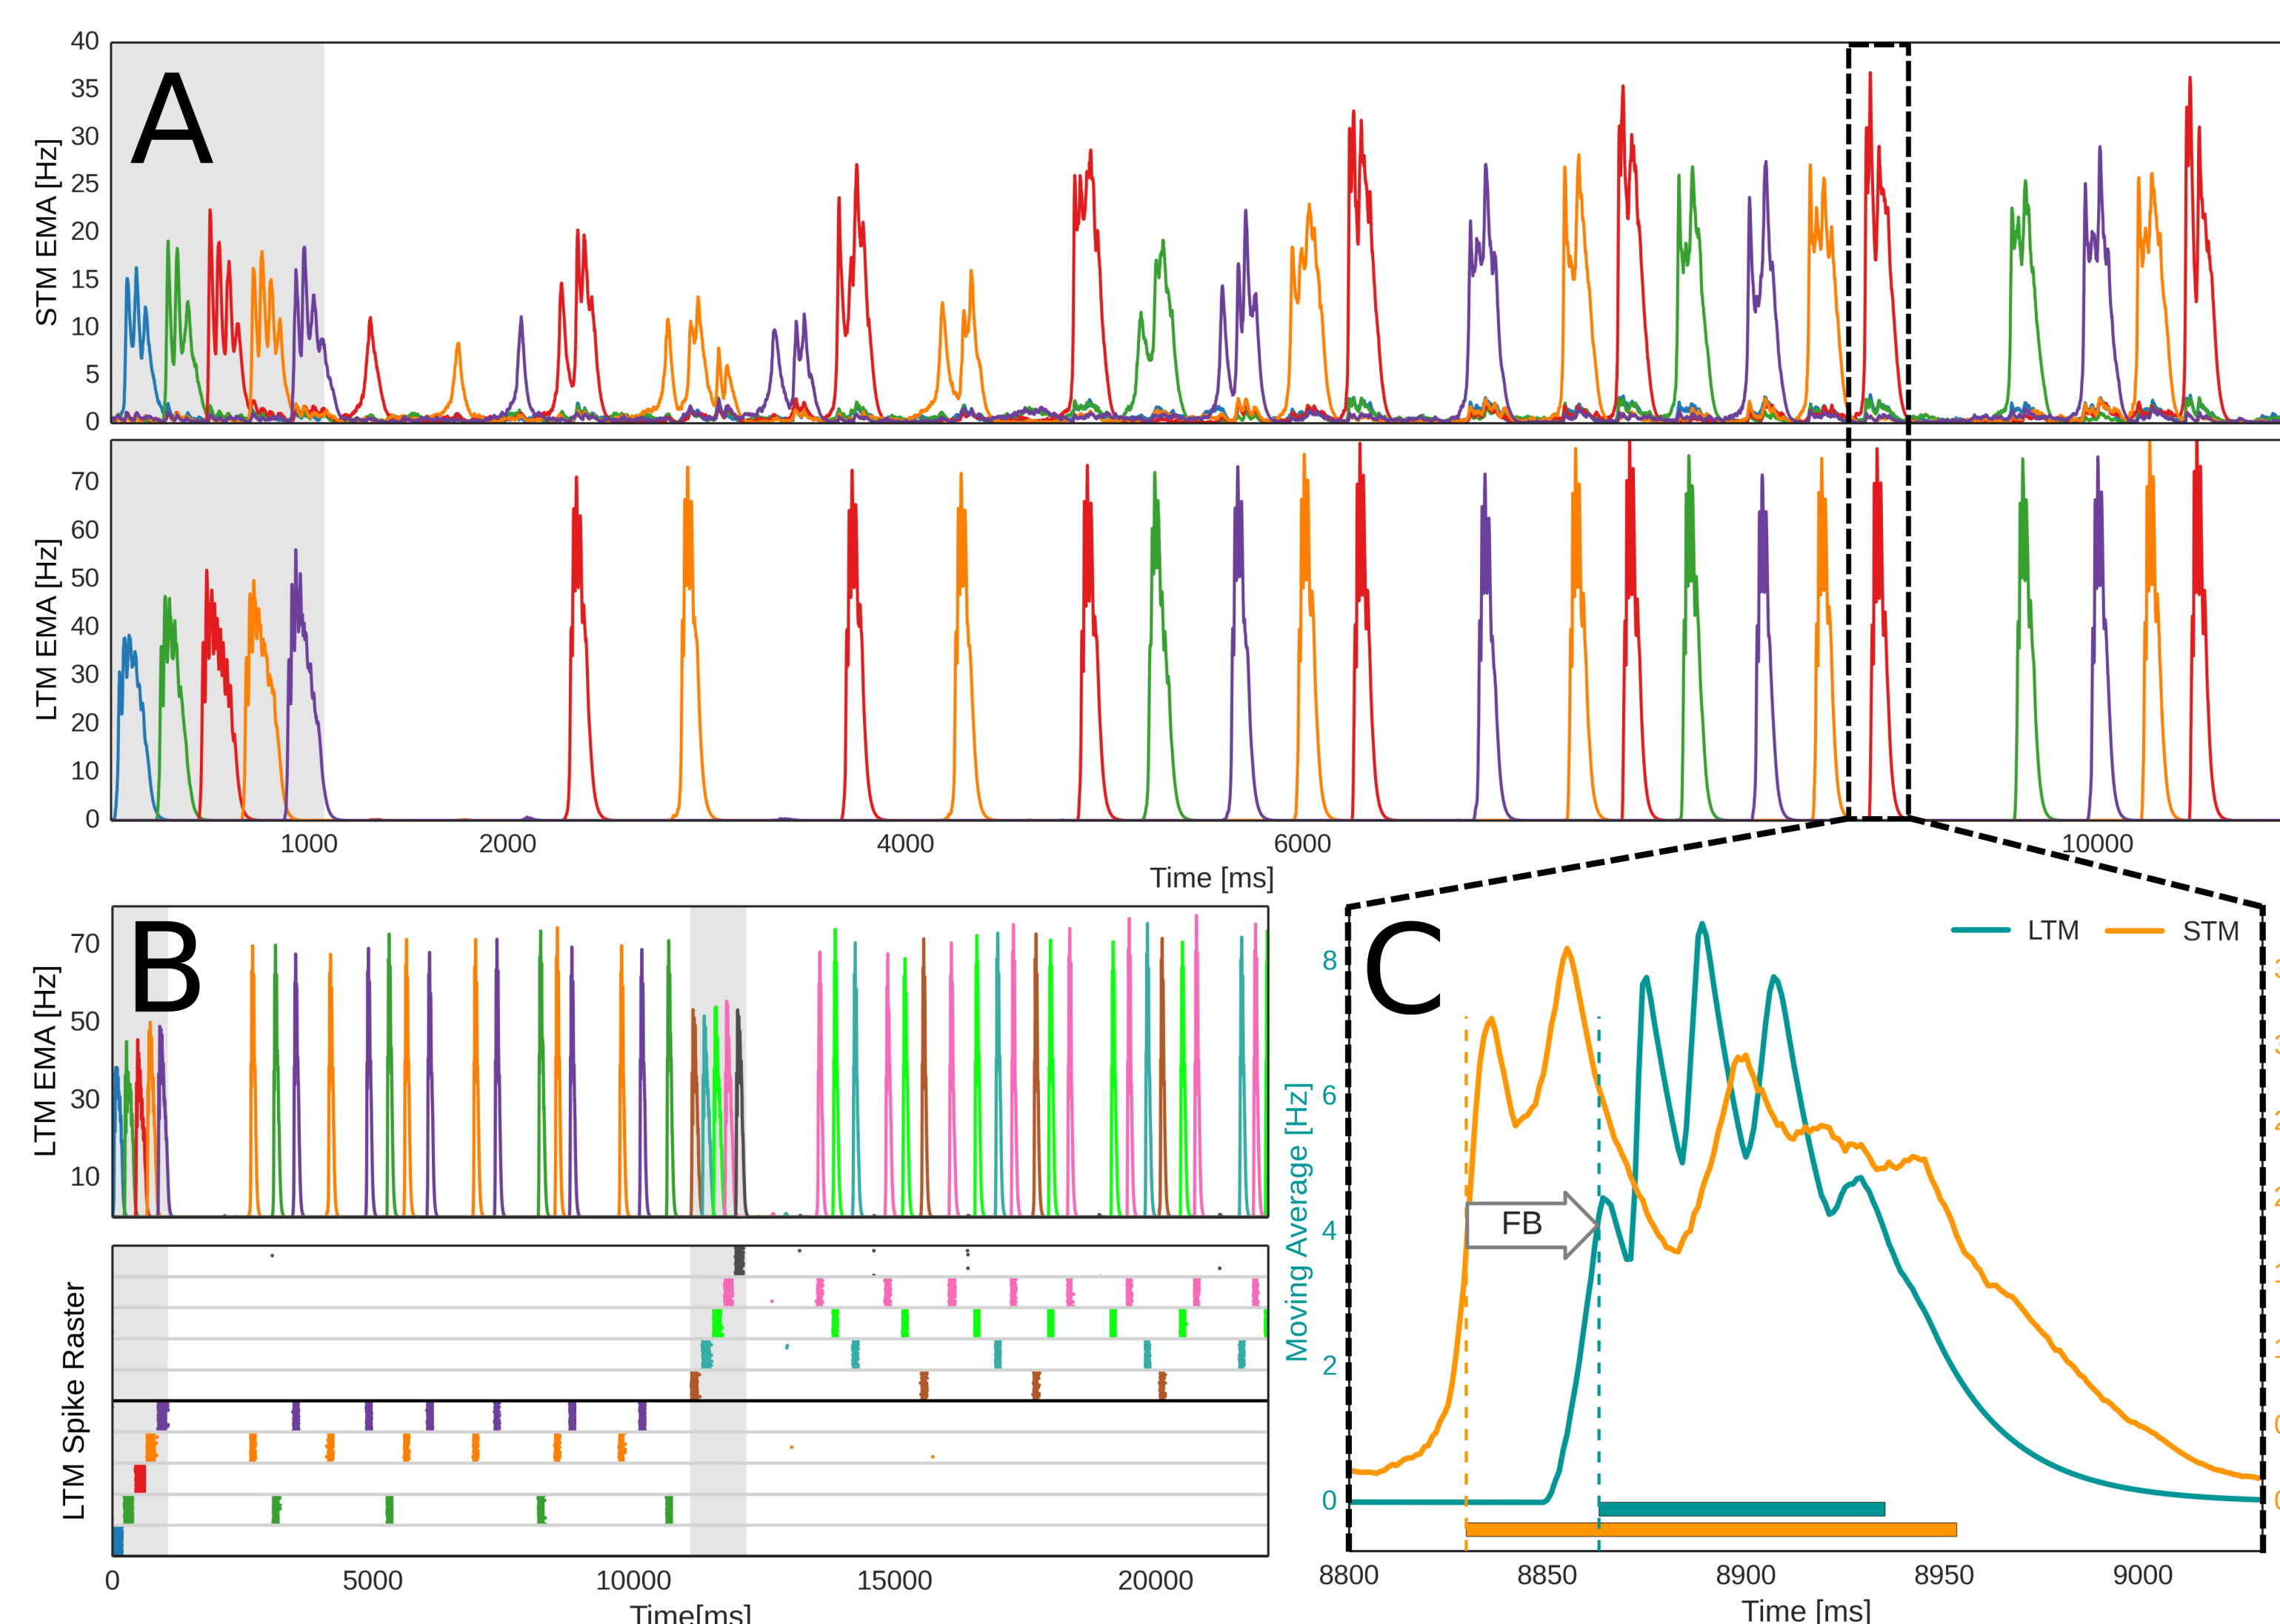 A
STM EMA [Hz]
40
35
30
25
20
15
10
5
0
LTM EMA [Hz]
70
60
50
40
30
20
10
0
1000 2000 4000 6000 10000
Time [ms]
B
LTM EMA [Hz]
70
50
30
10
LTM Spike Raster
0 5000 10000 15000 20000
Time[ms]
C
LTM STM
Moving Average [Hz]
8
6
4
2
0
FB
8800 8850 8900 8950 9000
Time [ms]